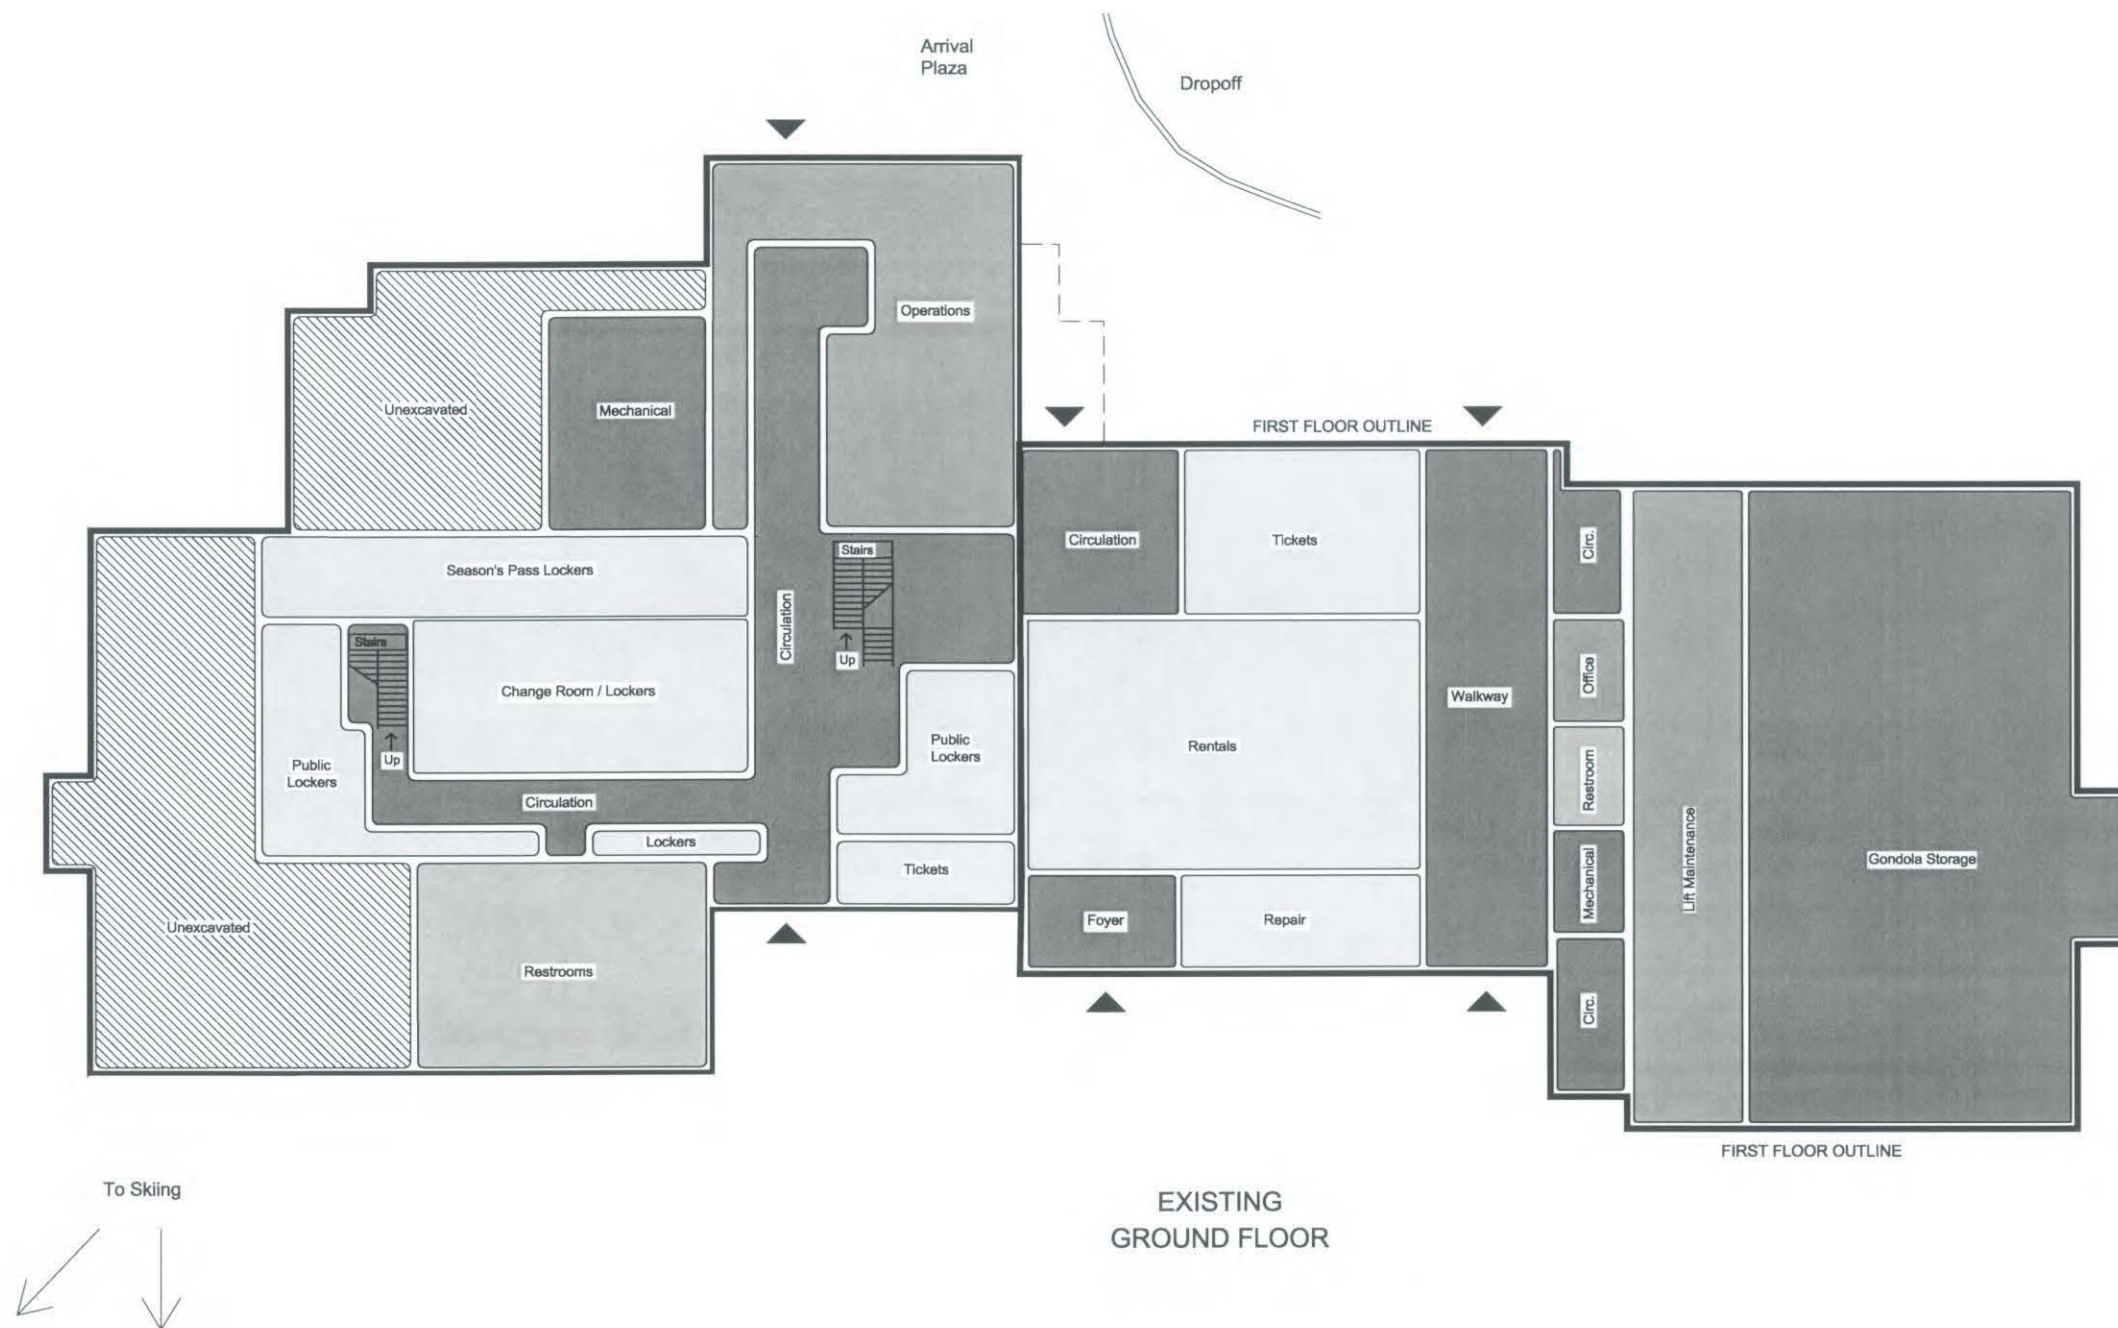 Arrival
Plaza
Dropoff
Operations
Unexcavated
Mechanical
FIRST FLOOR OUTLINE
Circulation
Tickets
Circ.
Stairs
Season's Pass Lockers
Circulation
Stairs
Up
Change Room / Lockers
Office
Walkway
Public
Lockers
Rentals
Up
Public
Lockers
Restroom
Circulation
Lockers
Lift Maintenance
Gondola Storage
Tickets
Mechanical
Unexcavated
Foyer
Repair
Restrooms
Circ.
FIRST FLOOR OUTLINE
To Skiing
EXISTING
GROUND FLOOR